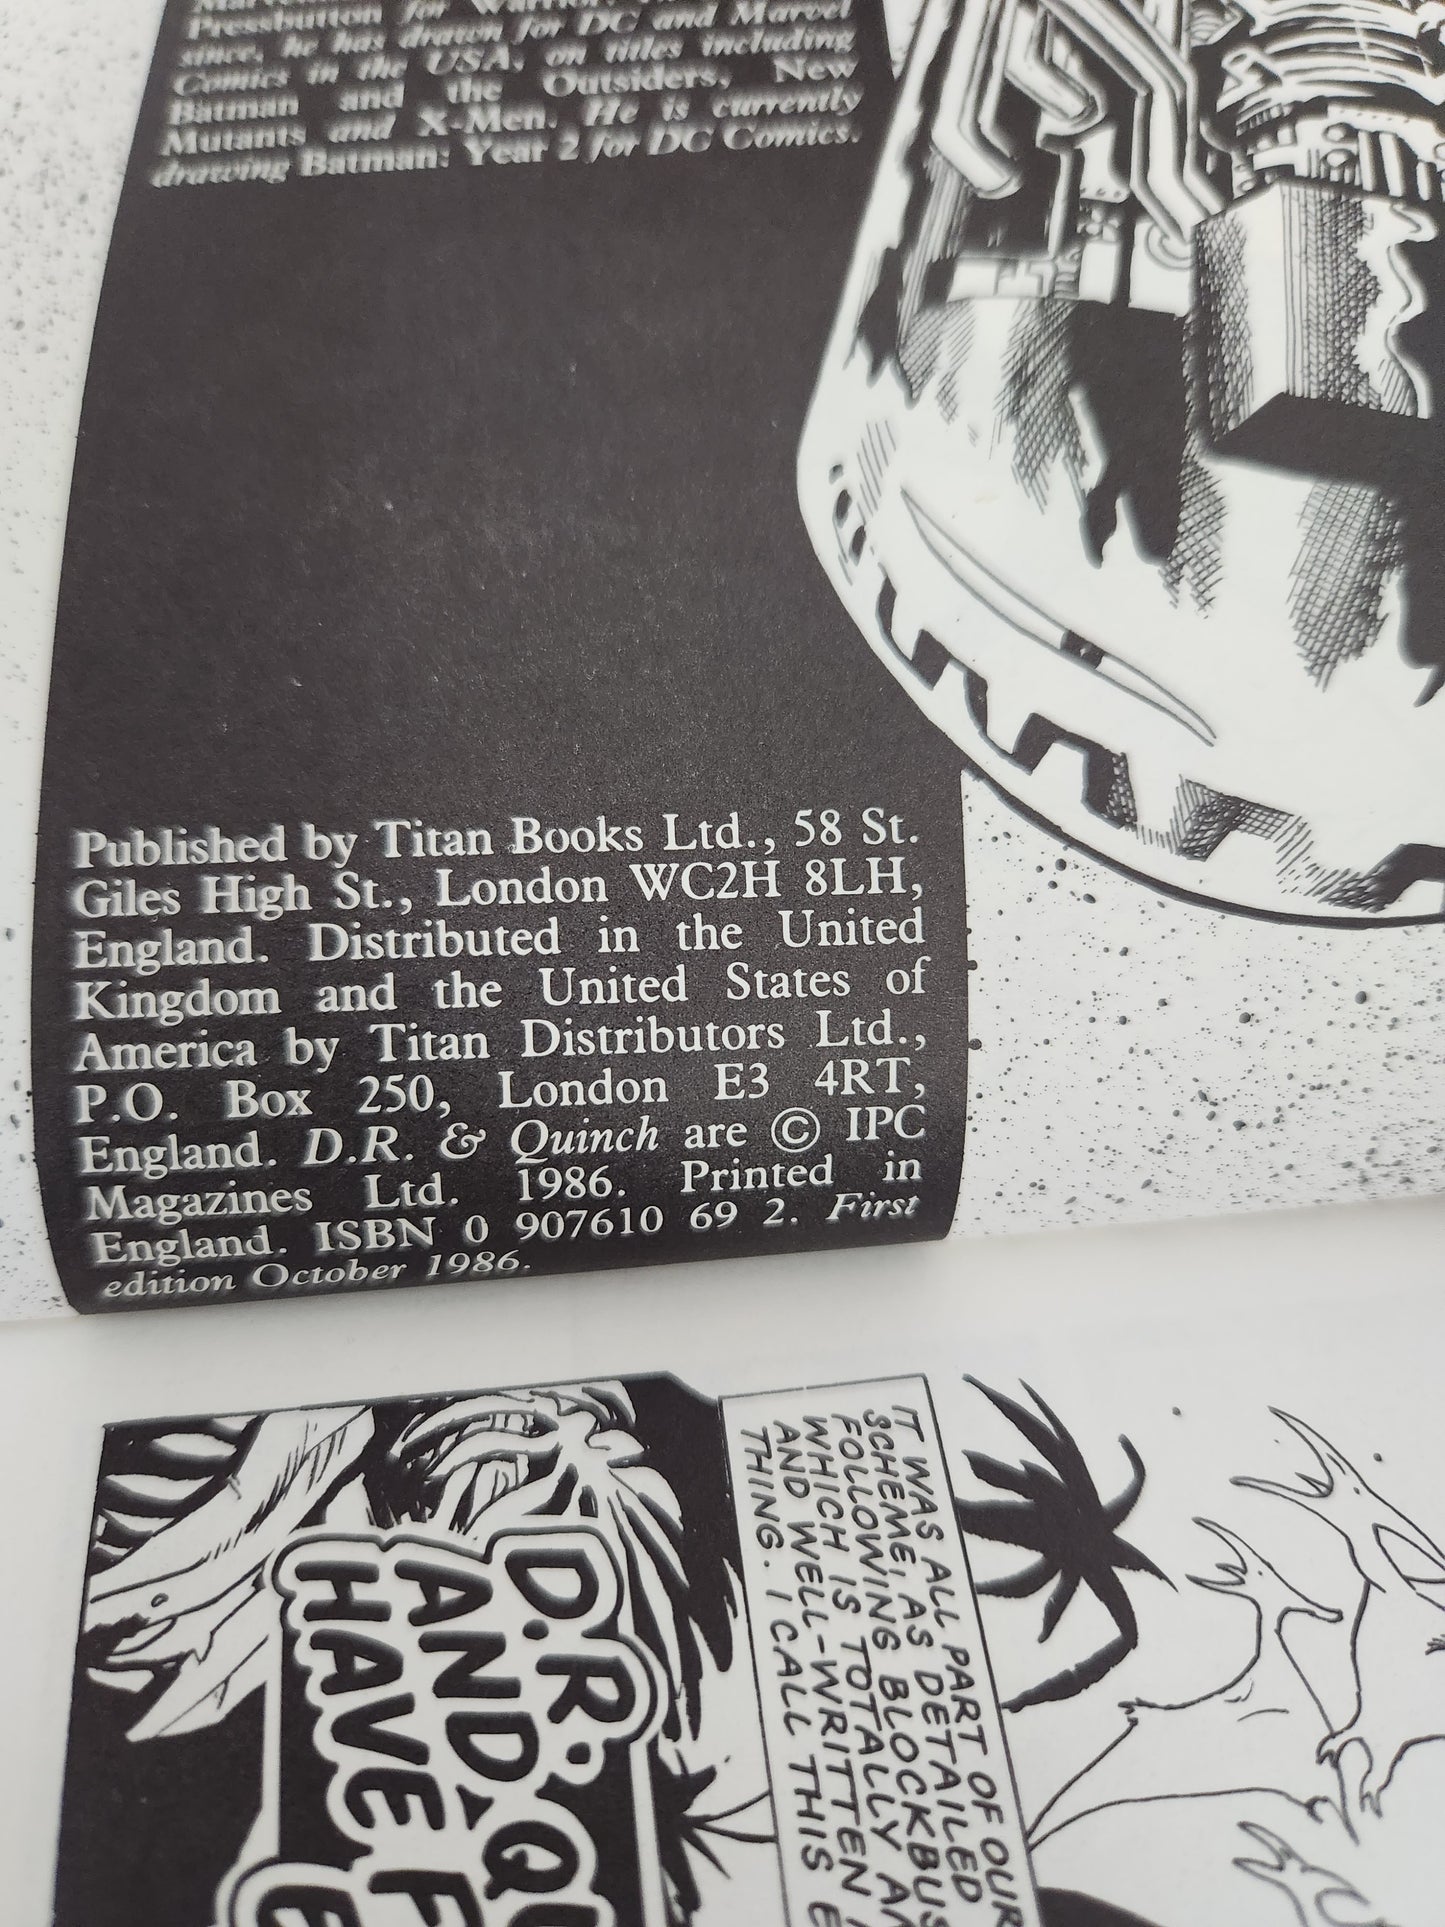 Pressbutton for Warrior.
since, he has drawn for DC and Marvel
Comics in the USA, on titles including
Batman and the Outsiders, New
Mutants and X-Men. He is currently
drawing Batman: Year 2 for DC Comics.
Published by Titan Books Ltd., 58 St.
Giles High St., London WC2H 8LH,
England. Distributed in the United
Kingdom and the United States of
America by Titan Distributors Ltd.,
P.O. Box 250, London E3 4RT,
England. D.R. & Quinch are © IPC
Magazines Ltd. 1986. Printed in
England. ISBN 0 907610 69 2. First
edition October 1986.
IT WAS ALL PART OF OUR
SCHEME, AS DETAILED
FOLLOWING BLOCKBUS
WHICH IS TOTALLY AM
AND WELL-WRITTEN
THING. I CALL THIS E
D.R.
AND QU
HAVE F